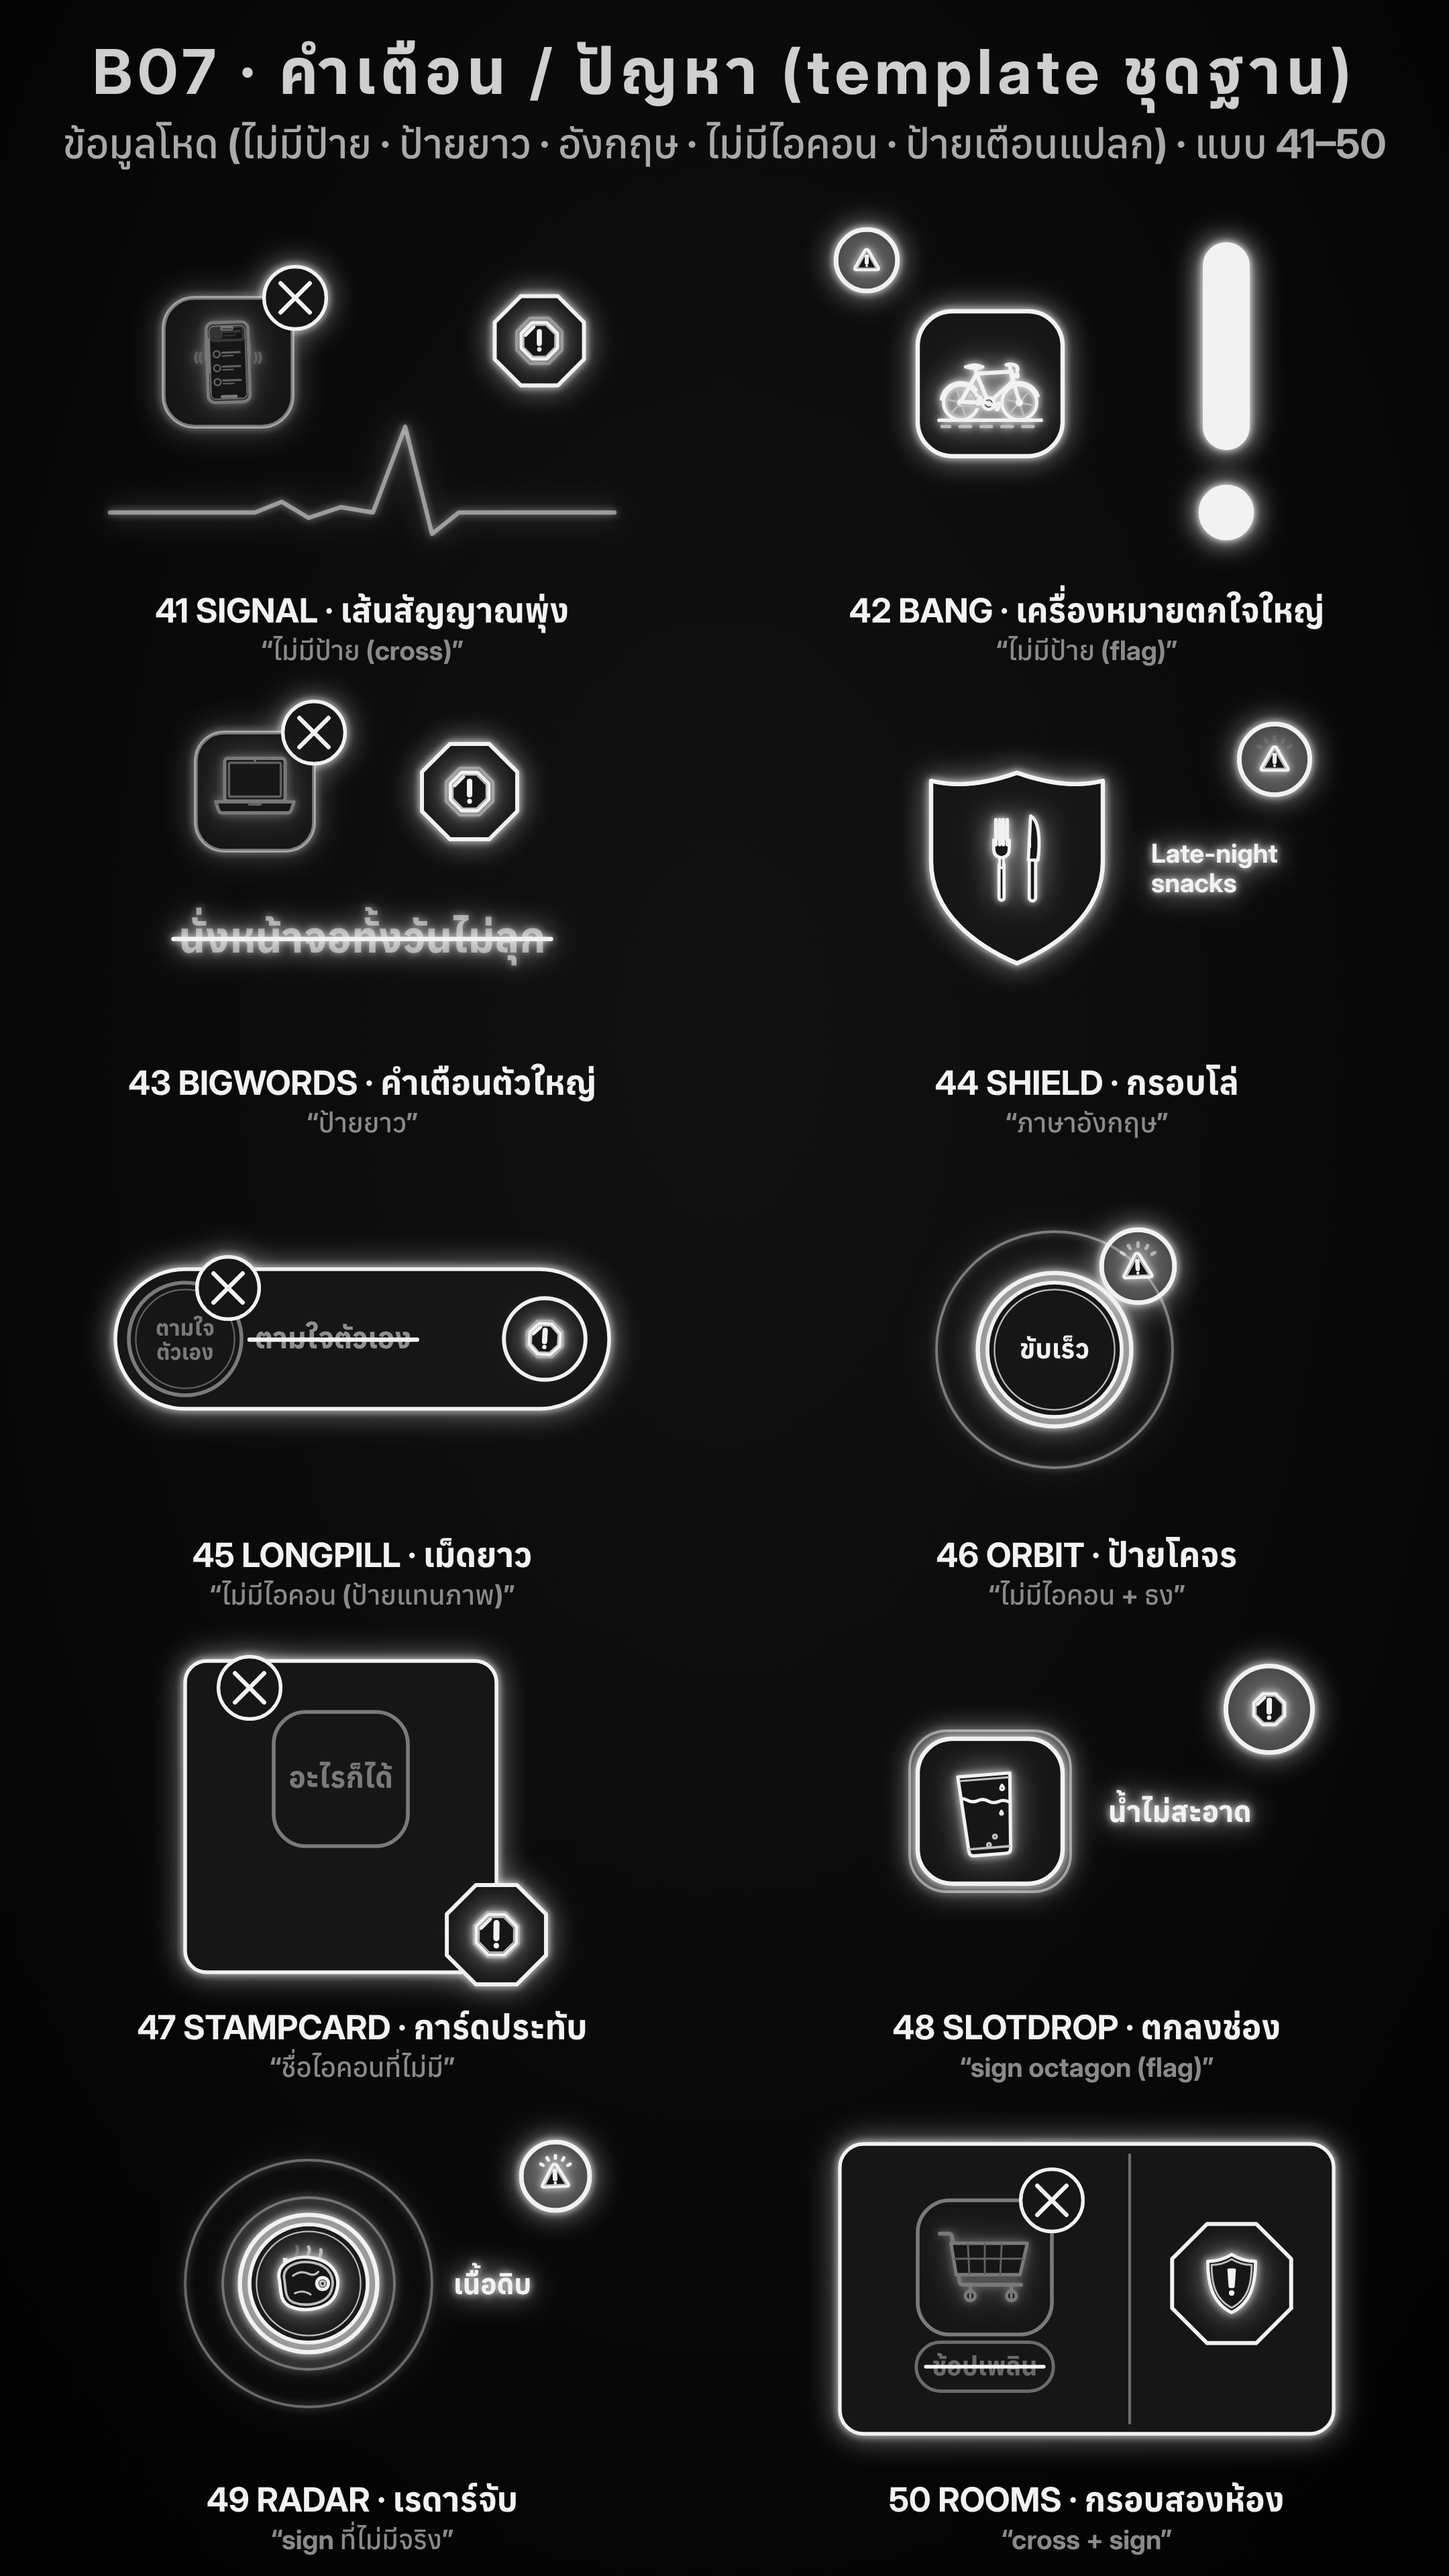 B07 · คำเตือน / ปัญหา (template ชุดฐาน)
ข้อมูลโหด (ไม่มีป้าย · ป้ายยาว · อังกฤษ · ไม่มีไอคอน · ป้ายเตือนแปลก) · แบบ 41–50
41 SIGNAL · เส้นสัญญาณพุ่ง
“ไม่มีป้าย (cross)”
42 BANG · เครื่องหมายตกใจใหญ่
“ไม่มีป้าย (flag)”
นั่งหน้าจอทั้งวันไม่ลุก
Late-night
snacks
43 BIGWORDS · คำเตือนตัวใหญ่
“ป้ายยาว”
44 SHIELD · กรอบโล่
“ภาษาอังกฤษ”
ตามใจ
ตัวเอง
ตามใจตัวเอง
ขับเร็ว
45 LONGPILL · เม็ดยาว
“ไม่มีไอคอน (ป้ายแทนภาพ)”
46 ORBIT · ป้ายโคจร
“ไม่มีไอคอน + ธง”
อะไรก็ได้
น้ำไม่สะอาด
47 STAMPCARD · การ์ดประทับ
“ชื่อไอคอนที่ไม่มี”
48 SLOTDROP · ตกลงช่อง
“sign octagon (flag)”
เนื้อดิบ
ช้อปเพลิน
49 RADAR · เรดาร์จับ
“sign ที่ไม่มีจริง”
50 ROOMS · กรอบสองห้อง
“cross + sign”